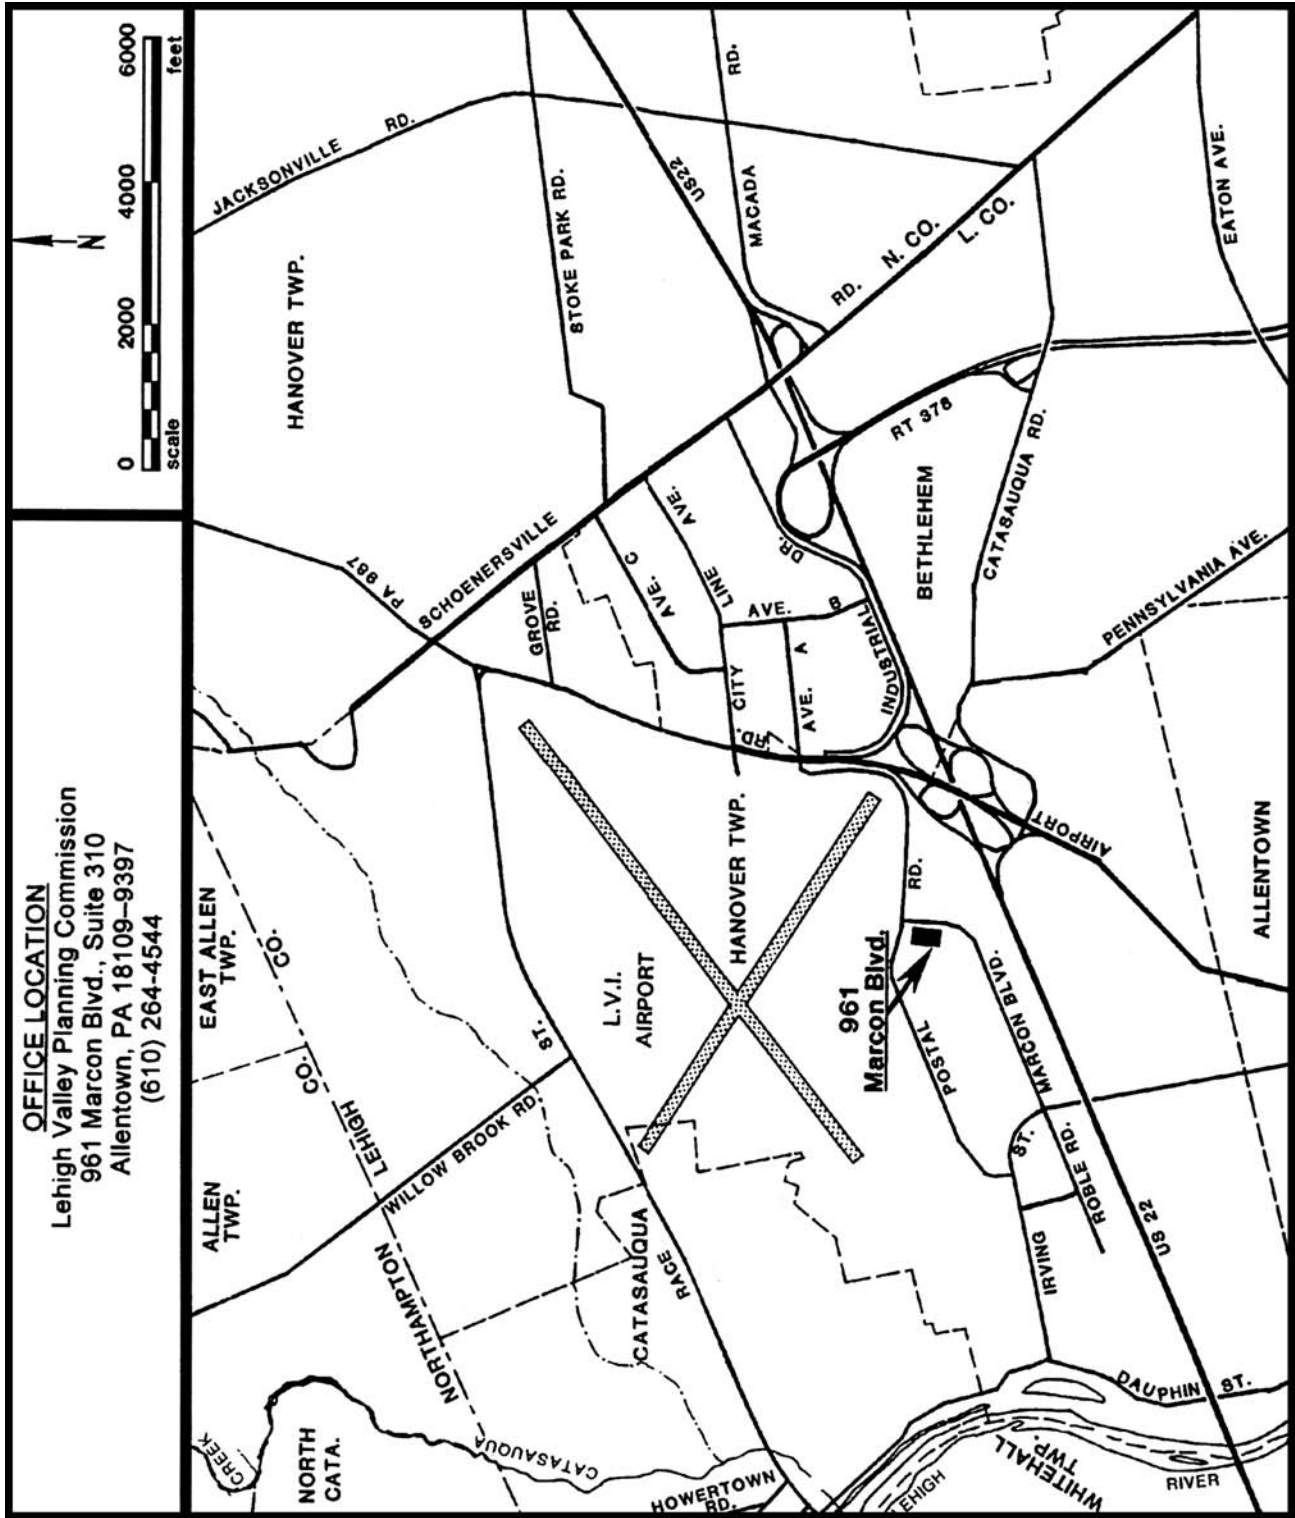 OFFICE LOCATION
Lehigh Valley Planning Commission
961 Marcon Blvd., Suite 310
Allentown, PA 18109–9397
(610) 264-4544
N
0 2000 4000 6000
scale feet
ALLEN
TWP.
EAST ALLEN
TWP.
HANOVER TWP.
JACKSONVILLE RD.
PA 987
CREEK
NORTH
CATA.
CATASAUQUA
NORTHAMPTON CO.
LEHIGH CO.
WILLOW BROOK RD.
SCHOENERSVILLE RD.
STOKE PARK RD.
GROVE
RD.
RACE ST.
CATASAUQUA
L.V.I.
AIRPORT
HANOVER TWP.
AVE. C
CITY LINE AVE.
AVE. B
AVE. A
INDUSTRIAL DR.
RD.
US22
MACADA RD.
N. CO.
L. CO.
HOWERTOWN
RD.
961
Marcon Blvd.
POSTAL RD.
MARCON BLVD.
RT 378
BETHLEHEM
CATASAUQUA RD.
EATON AVE.
PENNSYLVANIA AVE.
AIRPORT
ALLENTOWN
IRVING ST.
ROBLE RD.
US 22
DAUPHIN ST.
LEHIGH RIVER
WHITEHALL
TWP.